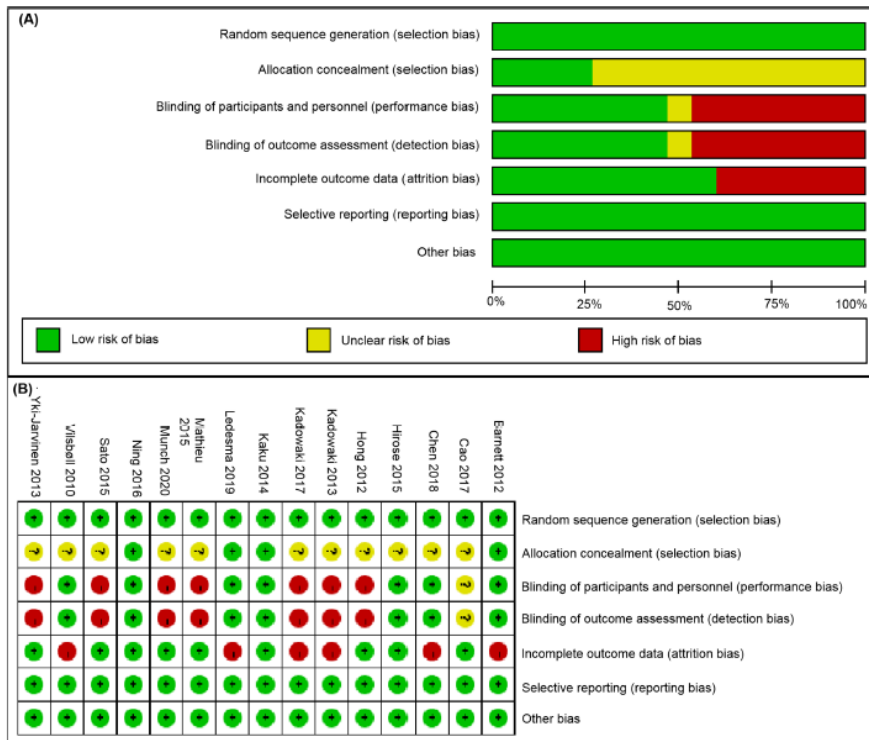 (A)
Random sequence generation (selection bias)
Allocation concealment (selection bias)
Blinding of participants and personnel (performance bias)
Blinding of outcome assessment (detection bias)
Incomplete outcome data (attrition bias)
Selective reporting (reporting bias)
Other bias
0% 25% 50% 75% 100%
Low risk of bias Unclear risk of bias High risk of bias
(B)
Yki-Jarvinen 2013
Vilsbøll 2010
Sato 2015
Ning 2016
Munch 2020
Mathieu
2015
Ledesma 2019
Kaku 2014
Kadowaki 2017
Kadowaki 2013
Hong 2012
Hirose 2015
Chen 2018
Cao 2017
Barnett 2012
+ + + + + + + + + + + + + + + Random sequence generation (selection bias)
? ? ? + ? ? + + ? ? ? ? ? ? + Allocation concealment (selection bias)
- + - + - - + + - - - + + ? + Blinding of participants and personnel (performance bias)
- + - + - - + + - - - + + ? + Blinding of outcome assessment (detection bias)
+ - + + + + - + - - + + - + - Incomplete outcome data (attrition bias)
+ + + + + + + + + + + + + + + Selective reporting (reporting bias)
+ + + + + + + + + + + + + + + Other bias